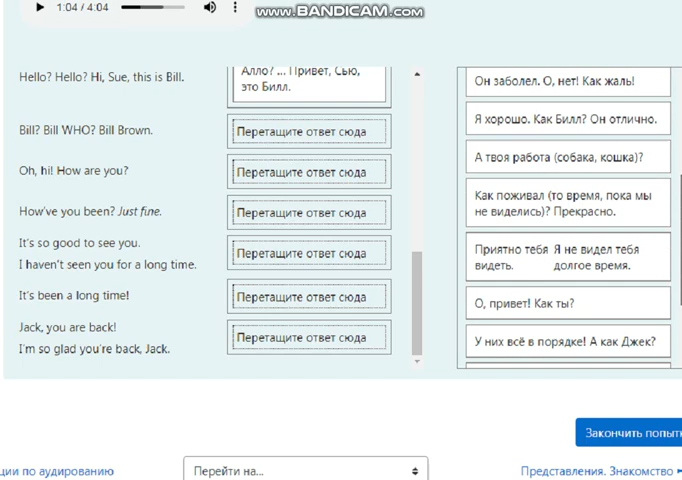 1:04 / 4:04
www.BANDICAM.com
Hello? Hello? Hi, Sue, this is Bill.
Алло? ... Привет, Сью,
это Билл.
Bill? Bill WHO? Bill Brown.
Перетащите ответ сюда
Oh, hi! How are you?
Перетащите ответ сюда
How've you been? Just fine.
Перетащите ответ сюда
It's so good to see you.
I haven't seen you for a long time.
Перетащите ответ сюда
It's been a long time!
Перетащите ответ сюда
Jack, you are back!
I'm so glad you're back, Jack.
Перетащите ответ сюда
Он заболел. О, нет! Как жаль!
Я хорошо. Как Билл? Он отлично.
А твоя работа (собака, кошка)?
Как поживал (то время, пока мы
не виделись)? Прекрасно.
Приятно тебя Я не видел тебя
видеть. долгое время.
О, привет! Как ты?
У них всё в порядке! А как Джек?
Закончить попыт
ции по аудированию
Перейти на...
Представления. Знакомство